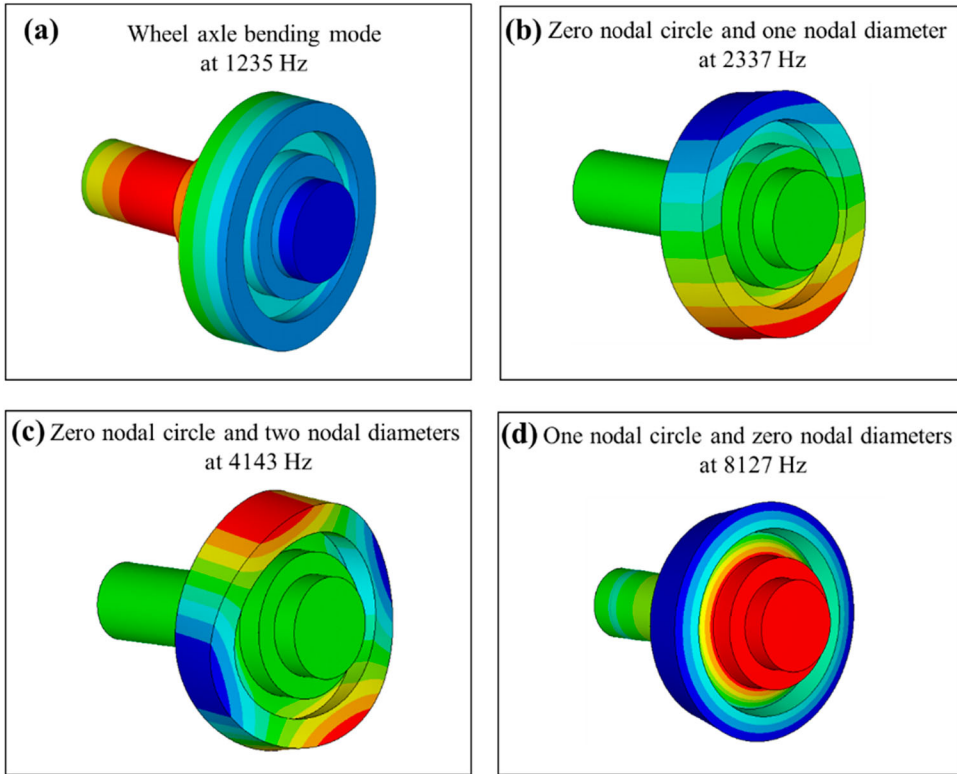 (a) Wheel axle bending mode
at 1235 Hz
(b) Zero nodal circle and one nodal diameter
at 2337 Hz
(c) Zero nodal circle and two nodal diameters
at 4143 Hz
(d) One nodal circle and zero nodal diameters
at 8127 Hz